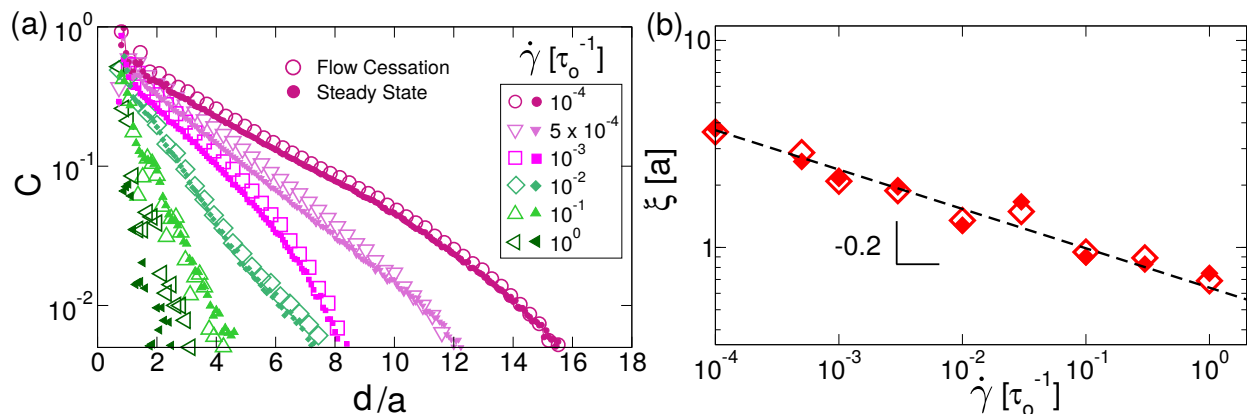 (a)
10^0
10^-1
10^-2
C
0 2 4 6 8 10 12 14 16 18
d/a
Flow Cessation
Steady State
γ̇ [τ_o^-1]
10^-4
5 x 10^-4
10^-3
10^-2
10^-1
10^0
(b)
10
1
ξ [a]
-0.2
10^-4 10^-3 10^-2 10^-1 10^0
γ̇ [τ_o^-1]